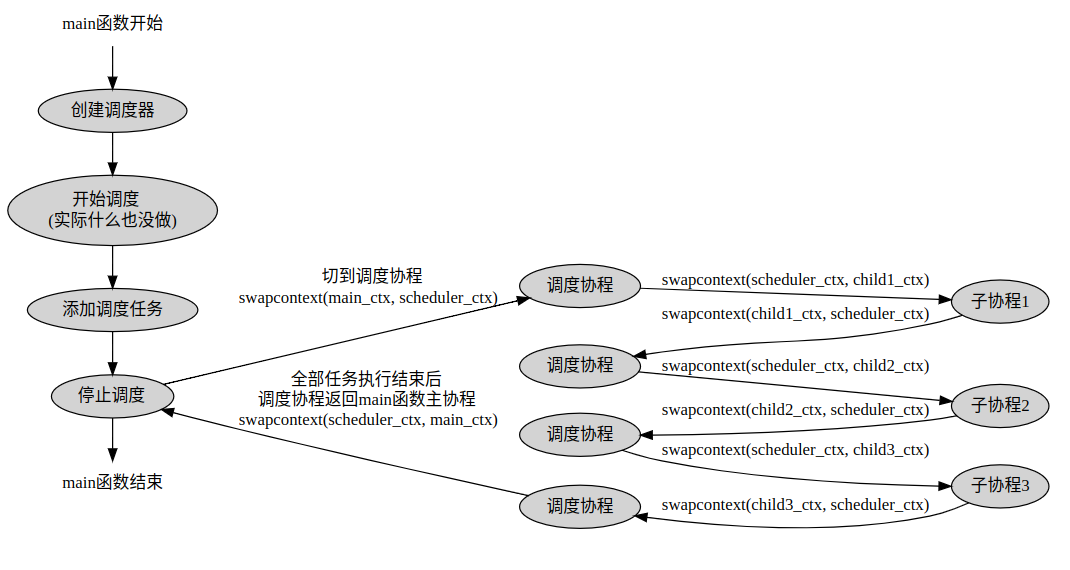 main函数开始
创建调度器
开始调度
(实际什么也没做)
添加调度任务
停止调度
main函数结束
切到调度协程
swapcontext(main_ctx, scheduler_ctx)
全部任务执行结束后
调度协程返回main函数主协程
swapcontext(scheduler_ctx, main_ctx)
调度协程
swapcontext(scheduler_ctx, child1_ctx)
子协程1
swapcontext(child1_ctx, scheduler_ctx)
调度协程
swapcontext(scheduler_ctx, child2_ctx)
子协程2
swapcontext(child2_ctx, scheduler_ctx)
调度协程
swapcontext(scheduler_ctx, child3_ctx)
子协程3
swapcontext(child3_ctx, scheduler_ctx)
调度协程